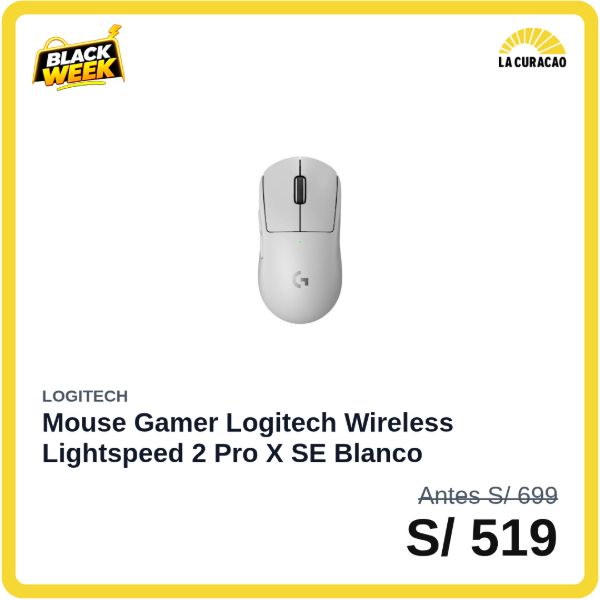 BLACK
WEEK
LA CURACAO
LOGITECH
Mouse Gamer Logitech Wireless
Lightspeed 2 Pro X SE Blanco
Antes S/ 699
S/ 519